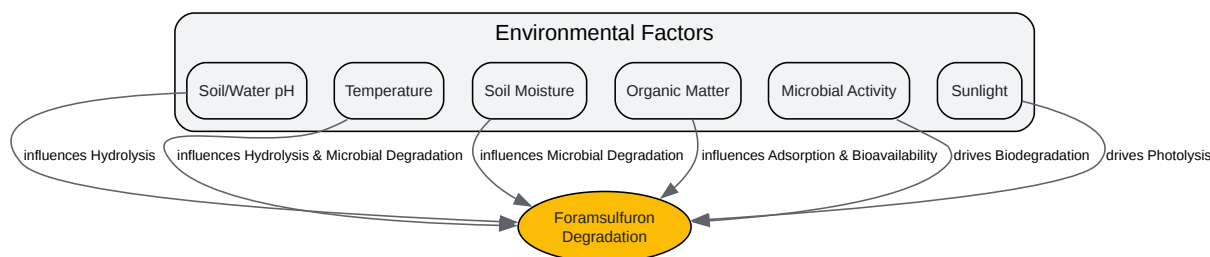 Environmental Factors
Soil/Water pH
Temperature
Soil Moisture
Organic Matter
Microbial Activity
Sunlight
influences Hydrolysis
influences Hydrolysis & Microbial Degradation
influences Microbial Degradation
influences Adsorption & Bioavailability
drives Biodegradation
drives Photolysis
Foramsulfuron
Degradation